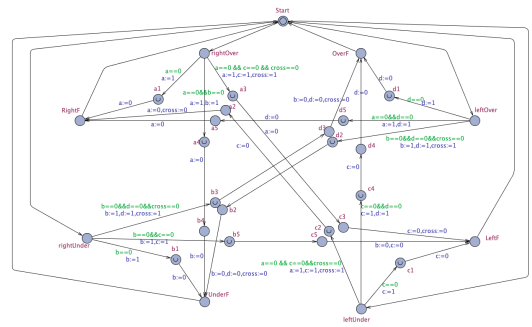 Start
rightOver
OverF
a==0
a:=1
a==0 && c==0 && cross==0
a:=1,c:=1,cross:=1
d:=0
a1
a3
d1
d==0
d:=1
b:=0,d:=0,cross:=0
d:=0
a==0&&b==0
a:=1,b:=1
a:=0
a:=0,cross:=0
a2
leftOver
RightF
a:=0
d:=0
d5
a==0&&d==0
a:=1,d:=1
a5
a:=0
d3
d2
b==0&&d==0&&cross==0
b:=1,d:=1,cross:=1
a4
c:=0
d4
a:=0
c:=0
b3
c4
b2
c==0&&d==0
c:=1,d:=1
b==0&&d==0&&cross==0
b:=1,d:=1,cross:=1
b4
c2
c3
c:=0,cross:=0
rightUnder
b==0&&c==0
b:=1,c:=1
b5
c5
LeftF
b:=0,c:=0
b==0
b:=1
b1
b:=0
c:=0
a==0 && c==0&&cross==0
a:=1,c:=1,cross:=1
c1
b:=0
b:=0,d:=0,cross:=0
c==0
c:=1
UnderF
leftUnder